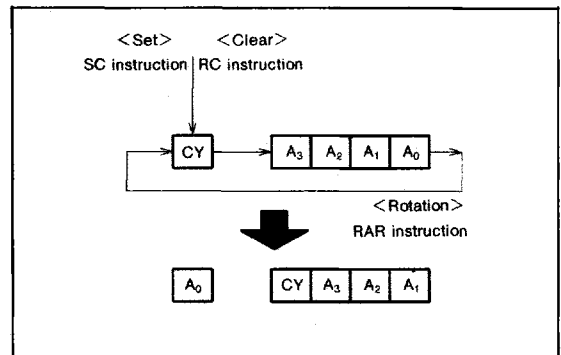 <Set> <Clear>
SC instruction RC instruction
CY A₃ A₂ A₁ A₀
<Rotation>
RAR instruction
A₀ CY A₃ A₂ A₁